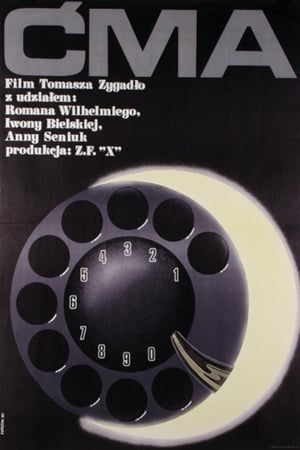 ĆMA
Film Tomasza Zygadło
z udziałem:
Romana Wilhelmiego,
Iwony Bielskiej,
Anny Seniuk
produkcja: Z.F. "X"
3
4 2
5 1
6
7
8 9 0